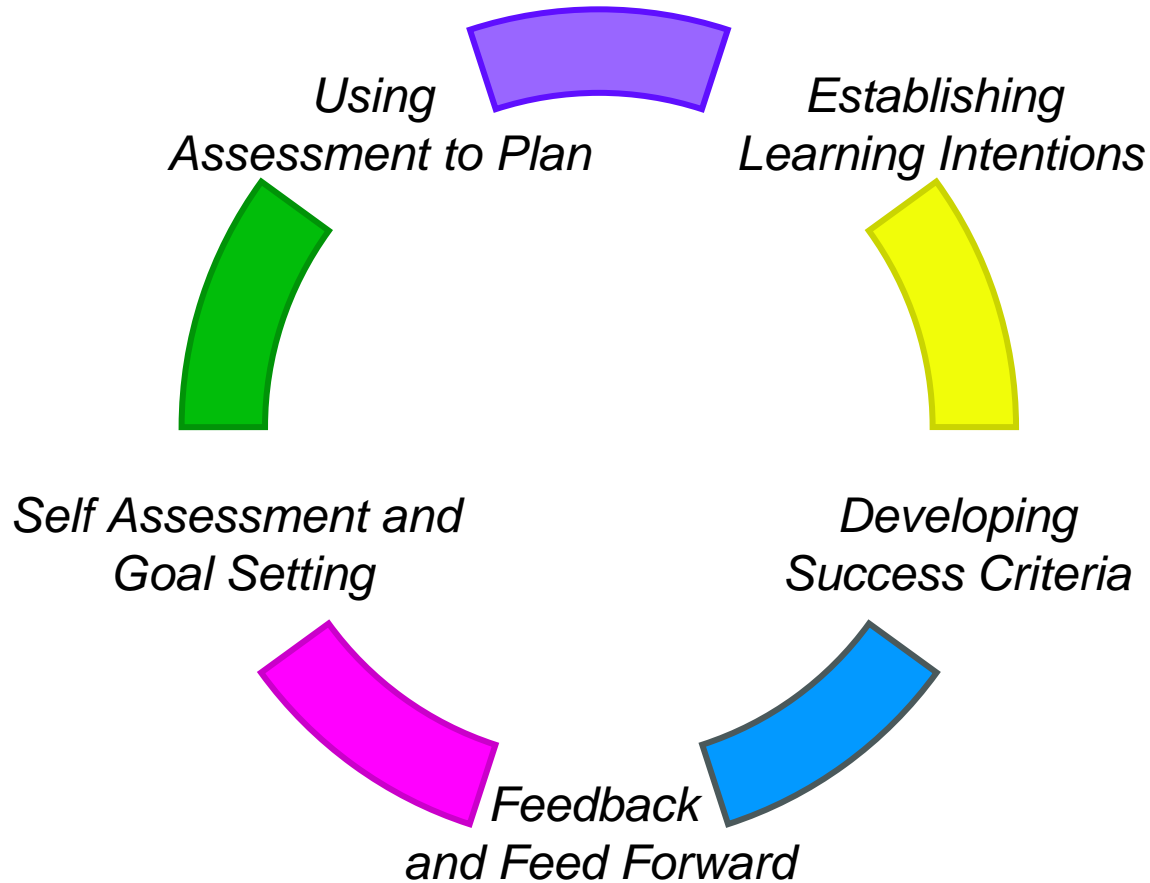 Using
Assessment to Plan
Establishing
Learning Intentions
Self Assessment and
Goal Setting
Developing
Success Criteria
Feedback
and Feed Forward